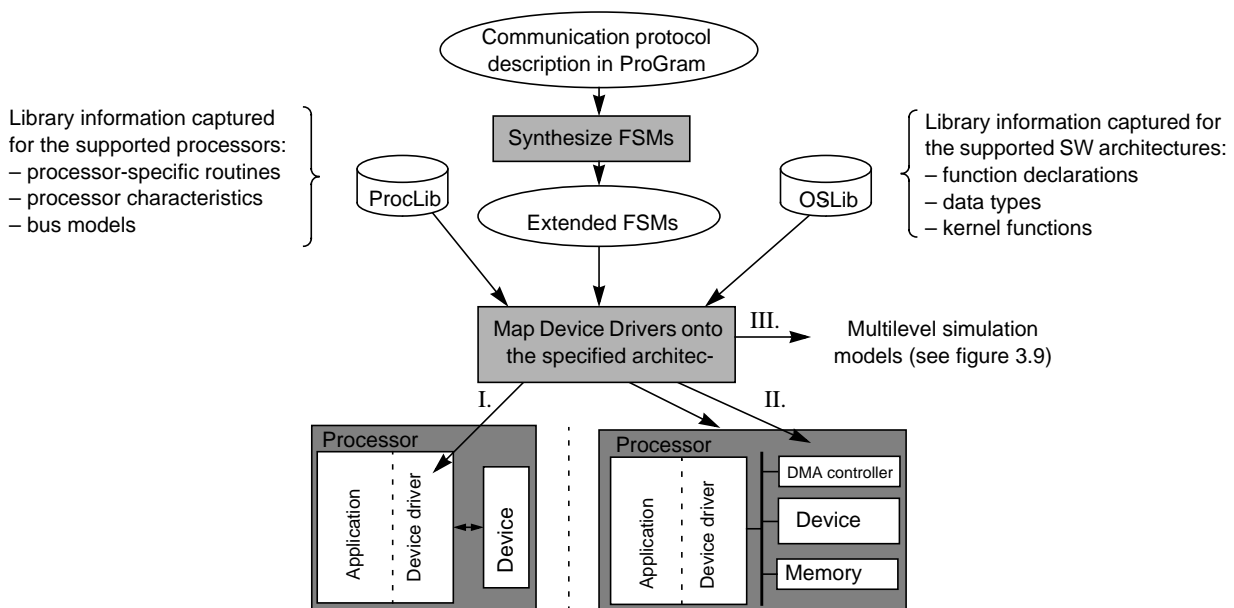 Communication protocol
description in ProGram
Library information captured
for the supported processors:
– processor-specific routines
– processor characteristics
– bus models
Synthesize FSMs
Library information captured for
the supported SW architectures:
– function declarations
– data types
– kernel functions
ProcLib
Extended FSMs
OSLib
Map Device Drivers onto
the specified architec-
III.
Multilevel simulation
models (see figure 3.9)
I.
II.
Processor
Application
Device driver
Device
Processor
Application
Device driver
DMA controller
Device
Memory